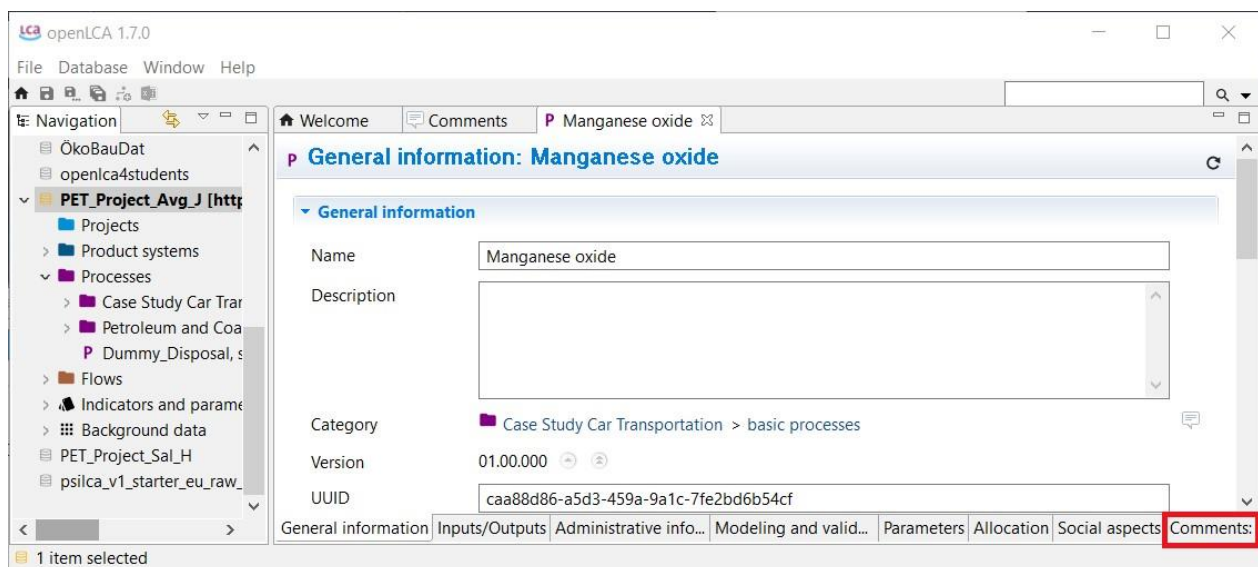 LCa openLCA 1.7.0
File Database Window Help
Navigation
Welcome Comments P Manganese oxide
ÖkoBauDat
openlca4students
PET_Project_Avg_J [http
Projects
Product systems
Processes
Case Study Car Tran
Petroleum and Coa
P Dummy_Disposal, s
Flows
Indicators and parame
Background data
PET_Project_Sal_H
psilca_v1_starter_eu_raw_
P General information: Manganese oxide
General information
Name Manganese oxide
Description
Category Case Study Car Transportation > basic processes
Version 01.00.000
UUID caa88d86-a5d3-459a-9a1c-7fe2bd6b54cf
General information Inputs/Outputs Administrative info... Modeling and valid... Parameters Allocation Social aspects Comments:
1 item selected